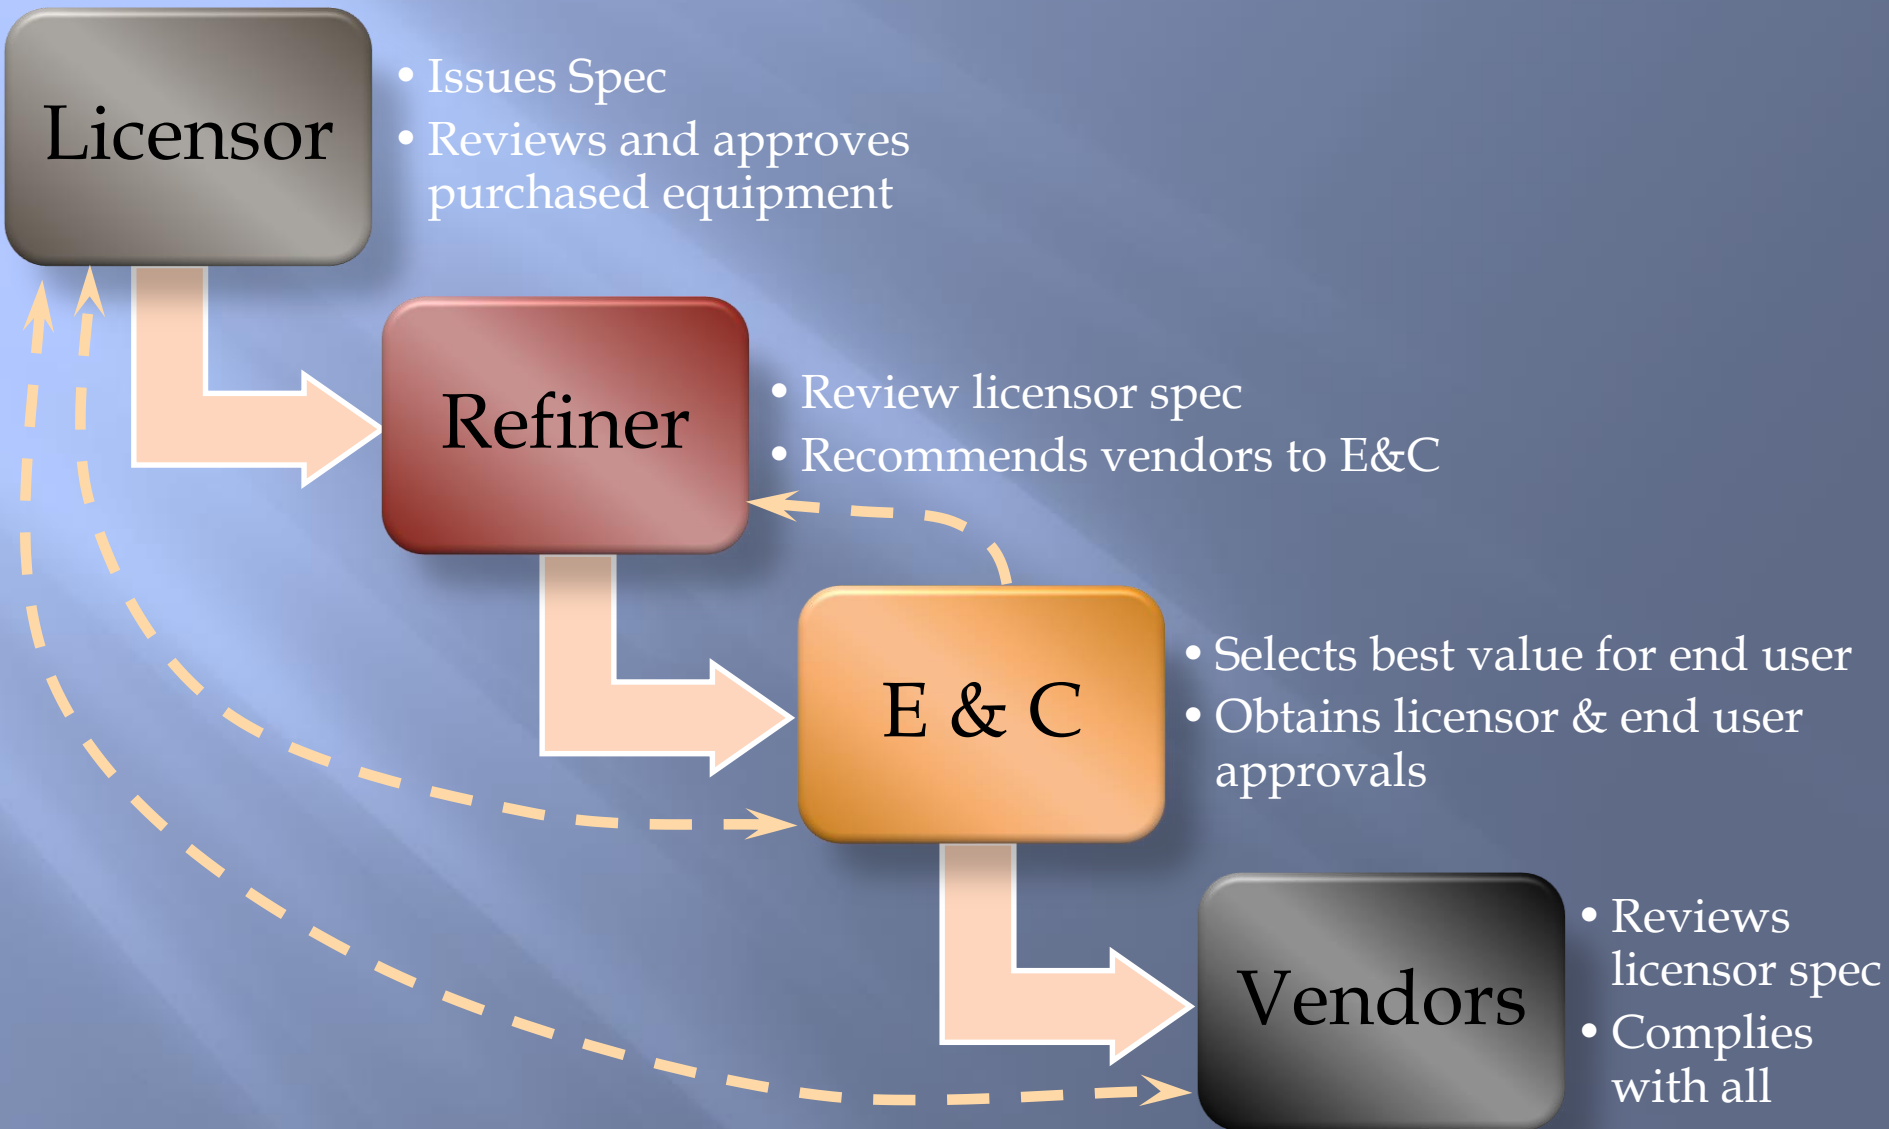 Licensor
• Issues Spec
• Reviews and approves
purchased equipment
Refiner
• Review licensor spec
• Recommends vendors to E&C
E & C
• Selects best value for end user
• Obtains licensor & end user
approvals
Vendors
• Reviews
licensor spec
• Complies
with all